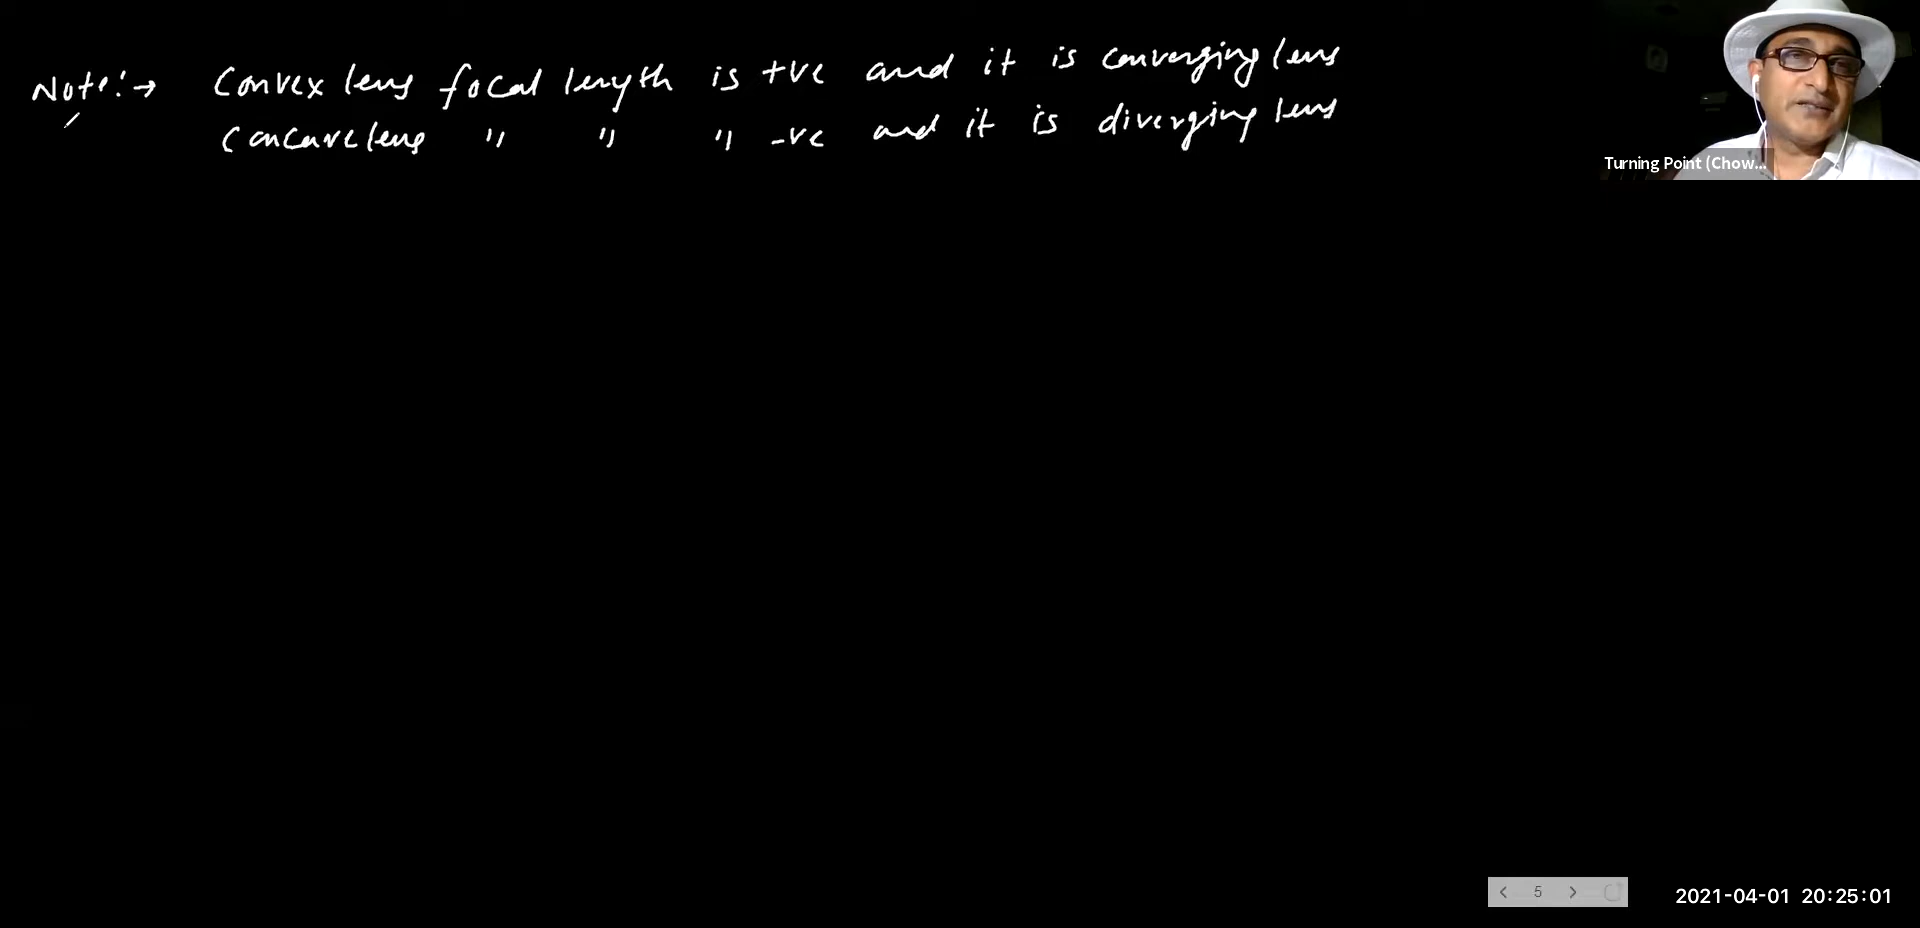 Note:→ Convex lens focal length is +ve and it is converging lens
Concave lens " " " -ve and it is diverging lens
Turning Point (Chow...
5
2021-04-01 20:25:01